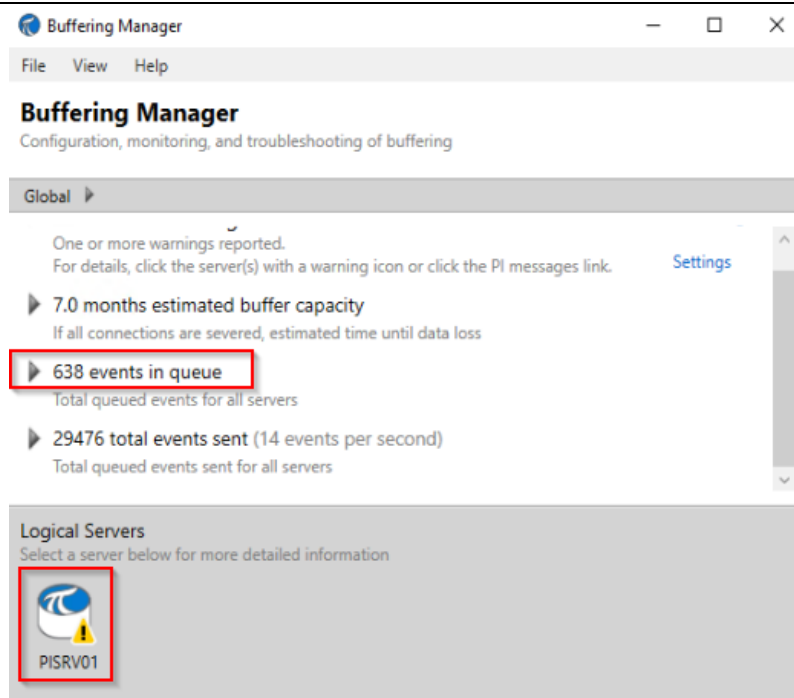 Buffering Manager
File View Help
Buffering Manager
Configuration, monitoring, and troubleshooting of buffering
Global
One or more warnings reported.
For details, click the server(s) with a warning icon or click the PI messages link.
Settings
7.0 months estimated buffer capacity
If all connections are severed, estimated time until data loss
638 events in queue
Total queued events for all servers
29476 total events sent (14 events per second)
Total queued events sent for all servers
Logical Servers
Select a server below for more detailed information
PISRV01